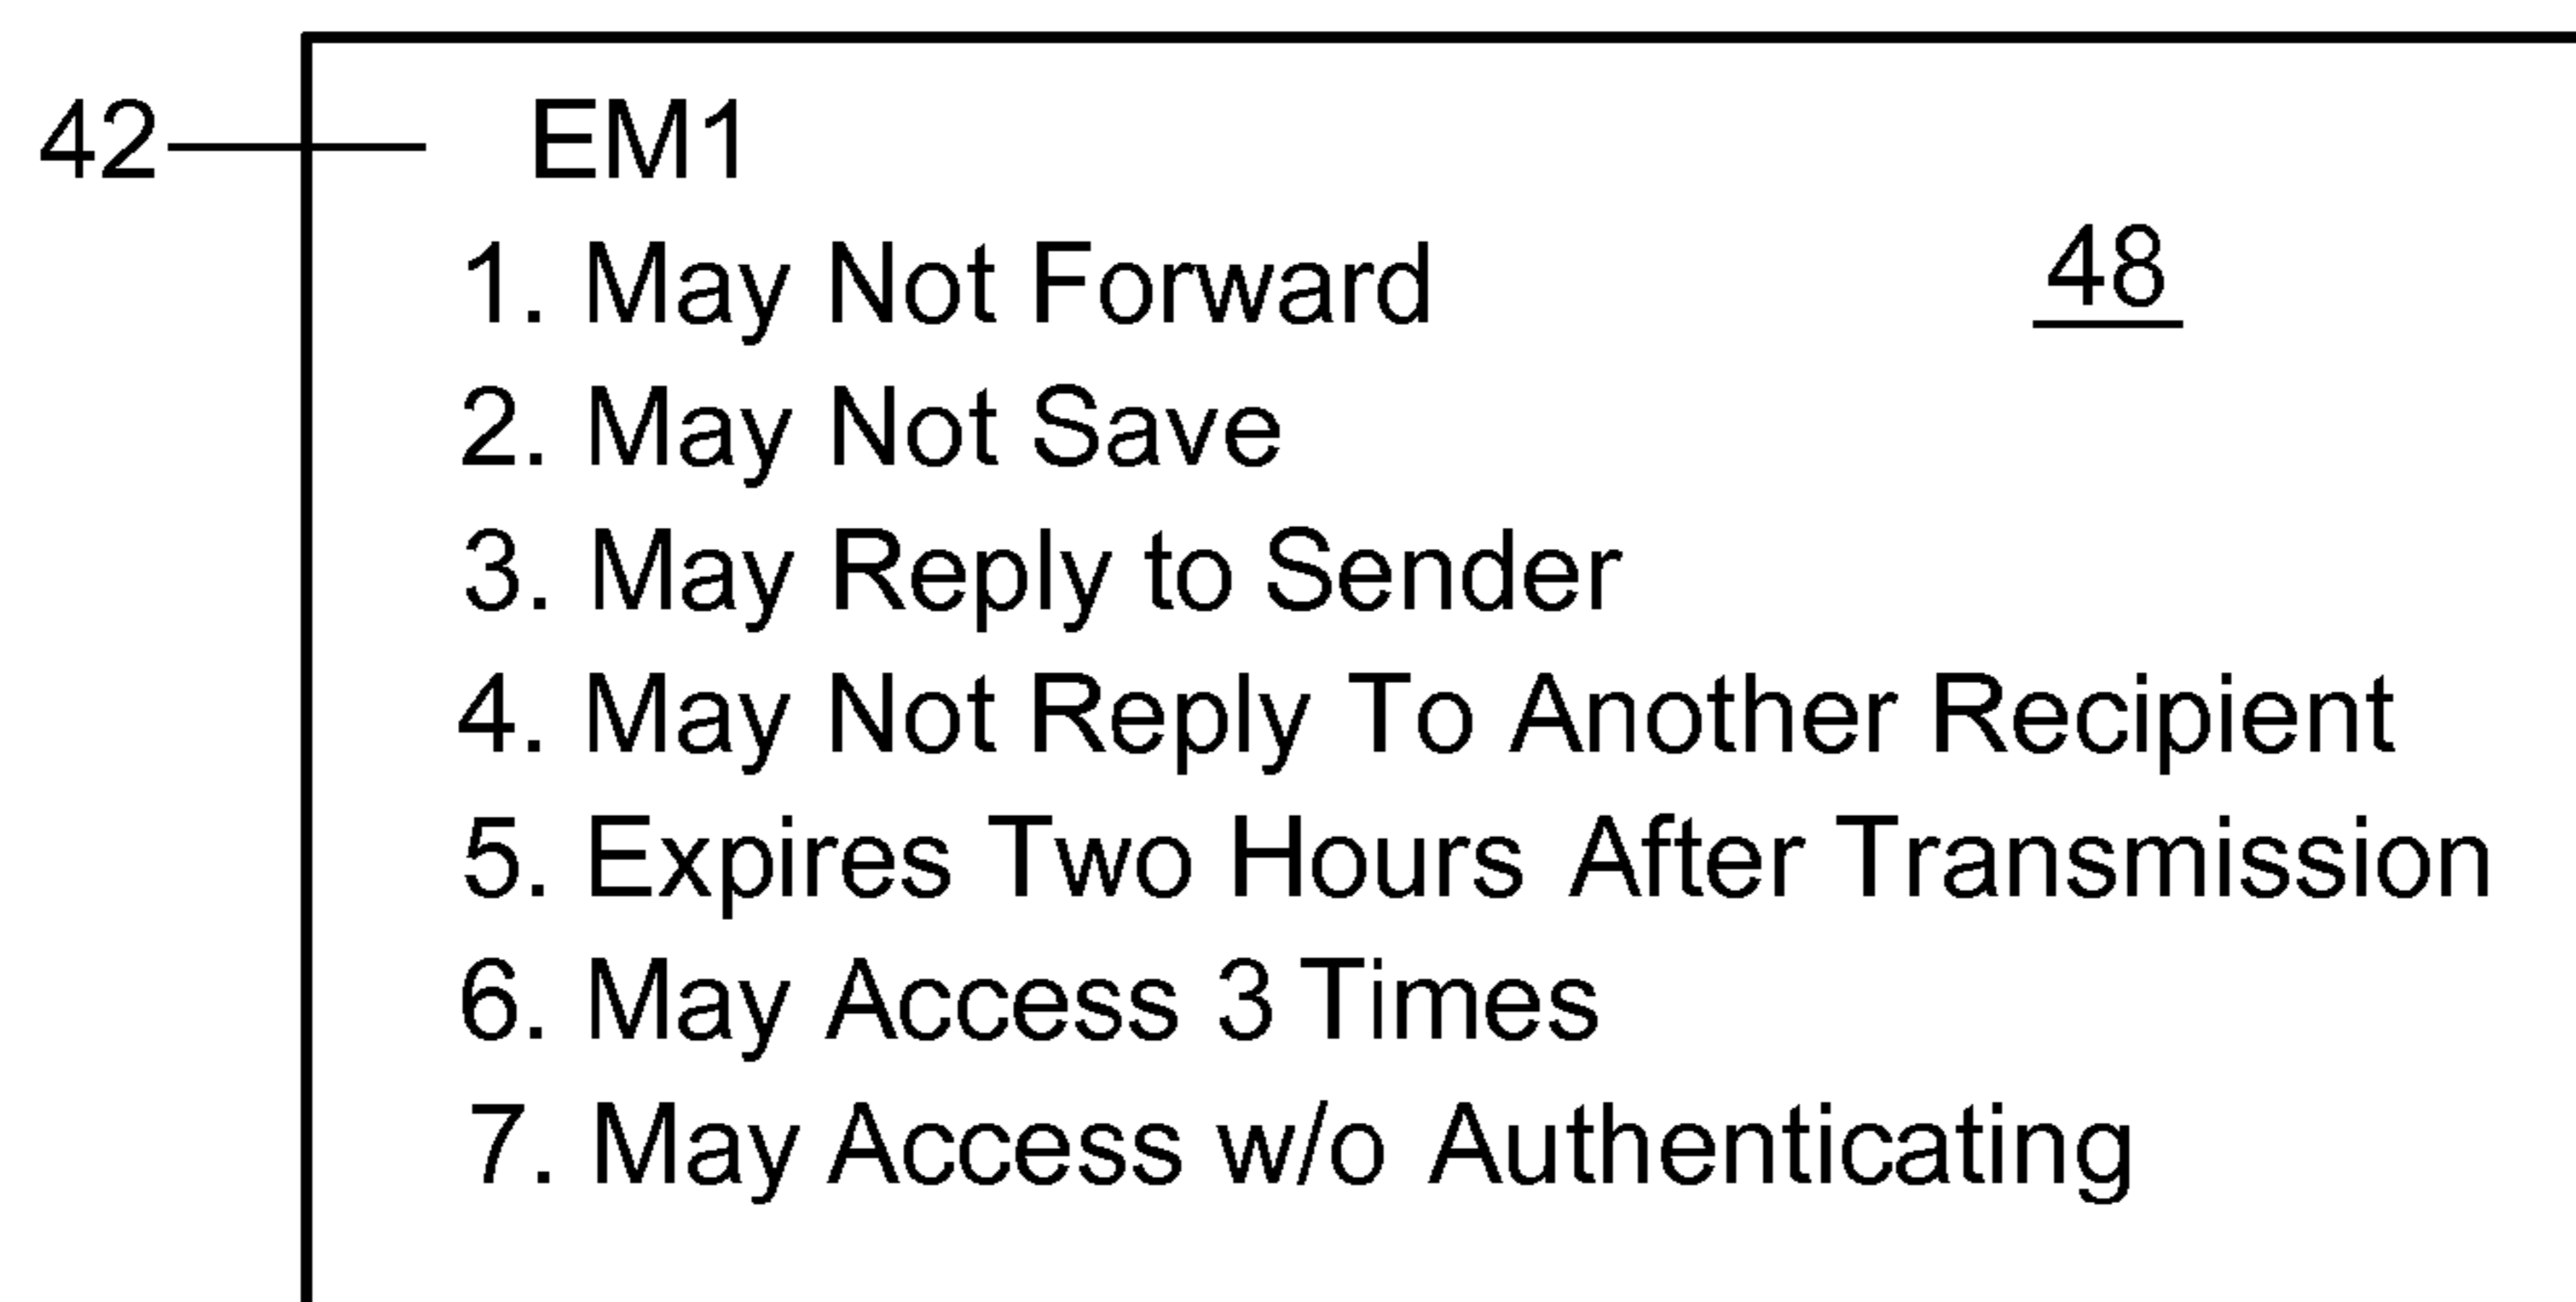 42 EM1
1. May Not Forward
48
2. May Not Save
3. May Reply to Sender
4. May Not Reply To Another Recipient
5. Expires Two Hours After Transmission
6. May Access 3 Times
7. May Access w/o Authenticating